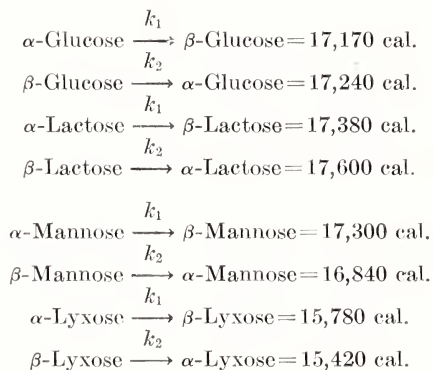 k₁
α-Glucose ⟶ β-Glucose=17,170 cal.
k₂
β-Glucose ⟶ α-Glucose=17,240 cal.
k₁
α-Lactose ⟶ β-Lactose=17,380 cal.
k₂
β-Lactose ⟶ α-Lactose=17,600 cal.
k₁
α-Mannose ⟶ β-Mannose=17,300 cal.
k₂
β-Mannose ⟶ α-Mannose=16,840 cal.
k₁
α-Lyxose ⟶ β-Lyxose=15,780 cal.
k₂
β-Lyxose ⟶ α-Lyxose=15,420 cal.